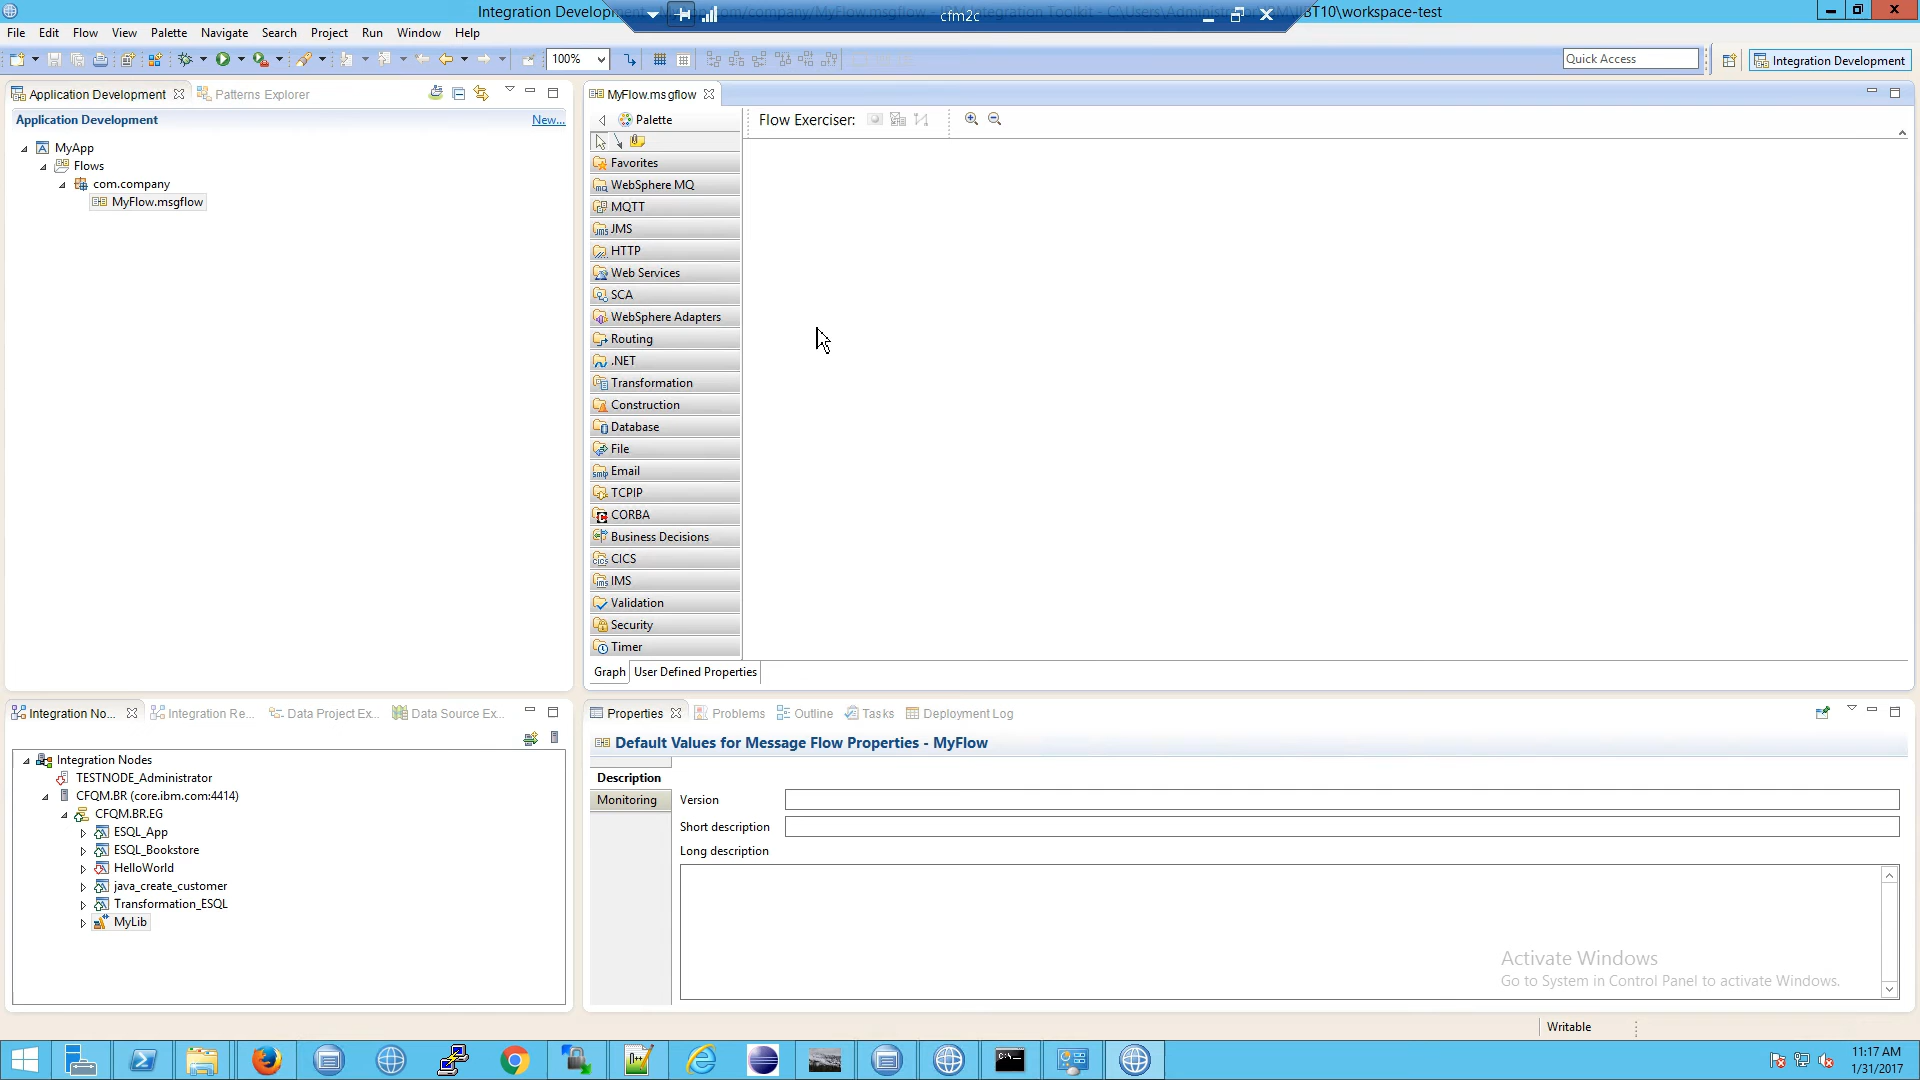 Integration Develop
cfm2c
BT10\workspace-test
File Edit Flow View Palette Navigate Search Project Run Window Help
100%
Quick Access
Integration Development
Application Development
Patterns Explorer
Application Development
New...
MyApp
Flows
com.company
MyFlow.msgflow
MyFlow.msgflow
Palette
Flow Exerciser:
Favorites
WebSphere MQ
MQTT
JMS
HTTP
Web Services
SCA
WebSphere Adapters
Routing
.NET
Transformation
Construction
Database
File
Email
TCPIP
CORBA
Business Decisions
CICS
IMS
Validation
Security
Timer
Graph
User Defined Properties
Integration No...
Integration Re...
Data Project Ex...
Data Source Ex...
Integration Nodes
TESTNODE_Administrator
CFQM.BR (core.ibm.com:4414)
CFQM.BR.EG
ESQL_App
ESQL_Bookstore
HelloWorld
java_create_customer
Transformation_ESQL
MyLib
Properties
Problems
Outline
Tasks
Deployment Log
Default Values for Message Flow Properties - MyFlow
Description
Monitoring
Version
Short description
Long description
Activate Windows
Go to System in Control Panel to activate Windows.
Writable
11:17 AM
1/31/2017